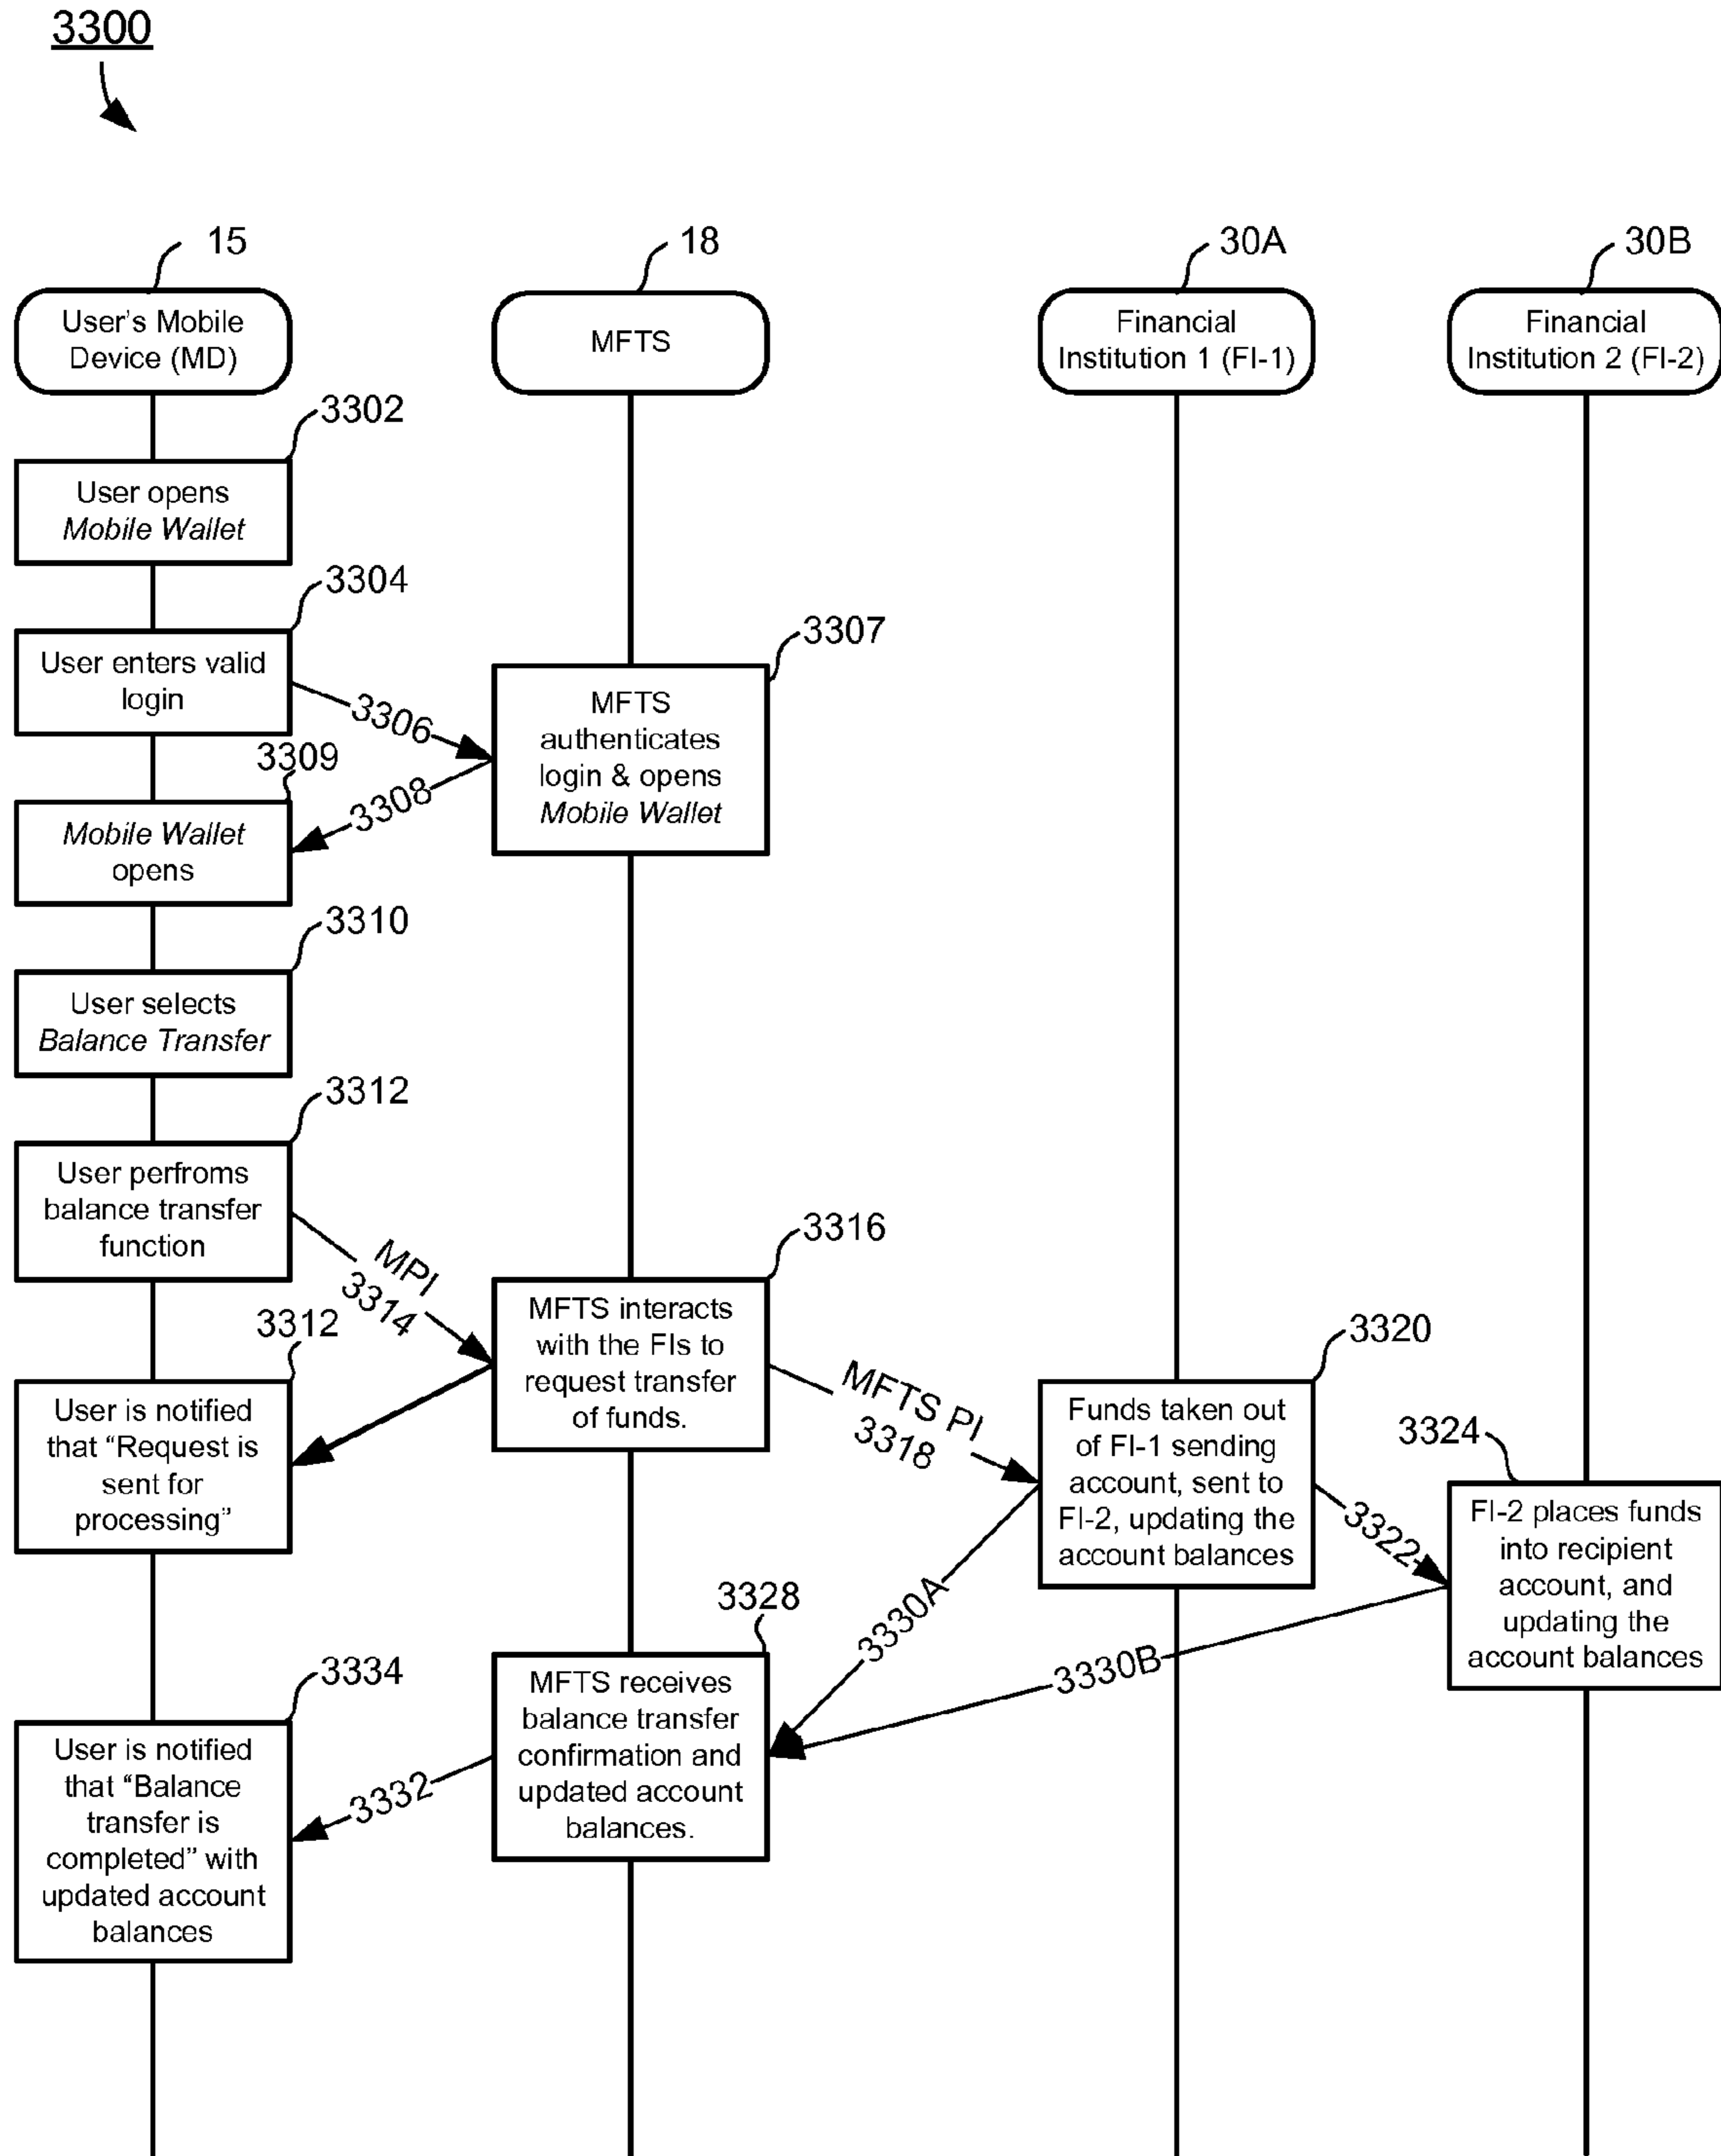 3300
15
18
30A
30B
User's Mobile
Device (MD)
MFTS
Financial
Institution 1 (FI-1)
Financial
Institution 2 (FI-2)
3302
User opens
Mobile Wallet
3304
User enters valid
login
3306
3307
MFTS
authenticates
login & opens
Mobile Wallet
3308
3309
Mobile Wallet
opens
3310
User selects
Balance Transfer
3312
User perfroms
balance transfer
function
MPI
3314
3316
MFTS interacts
with the FIs to
request transfer
of funds.
3312
User is notified
that “Request is
sent for
processing”
MFTS PI
3318
3320
Funds taken out
of FI-1 sending
account, sent to
FI-2, updating the
account balances
3322
3324
FI-2 places funds
into recipient
account, and
updating the
account balances
3330A
3330B
3328
MFTS receives
balance transfer
confirmation and
updated account
balances.
3332
3334
User is notified
that “Balance
transfer is
completed” with
updated account
balances